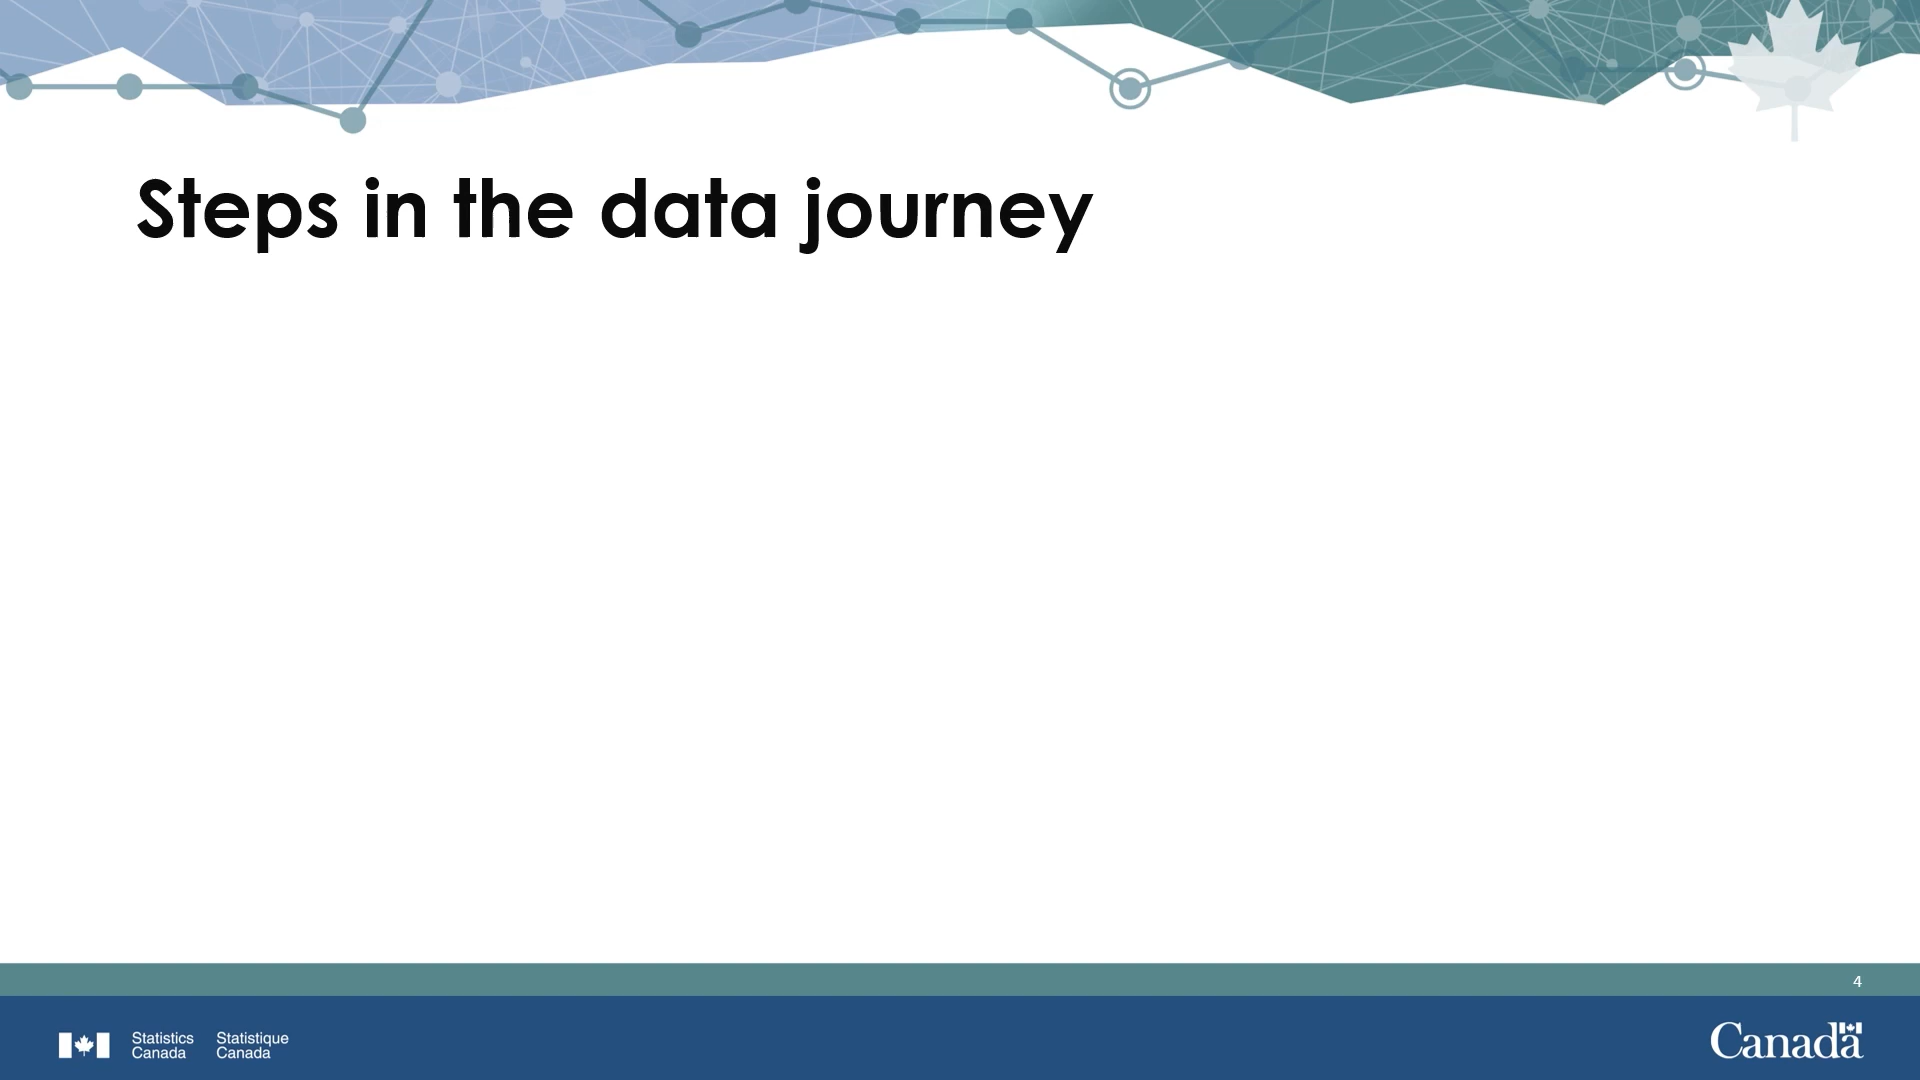 Steps in the data journey
4
Statistics Statistique
Canada Canada
Canada